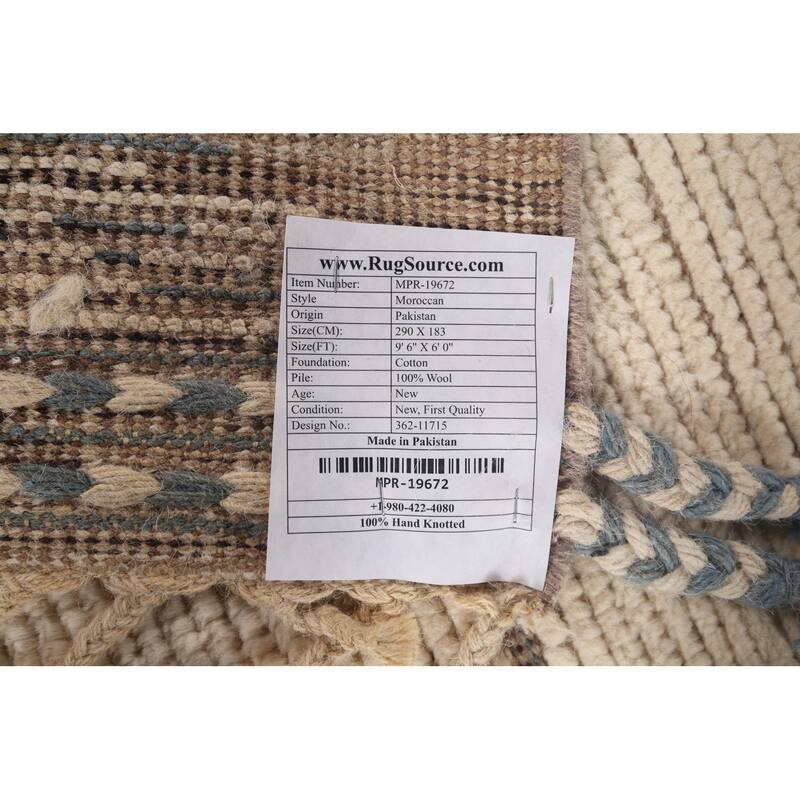 www.RugSource.com
Item Number: MPR-19672
Style Moroccan
Origin Pakistan
Size(CM): 290 X 183
Size(FT): 9' 6" X 6' 0"
Foundation: Cotton
Pile: 100% Wool
Age: New
Condition: New, First Quality
Design No.: 362-11715
Made in Pakistan
MPR-19672
+1-980-422-4080
100% Hand Knotted